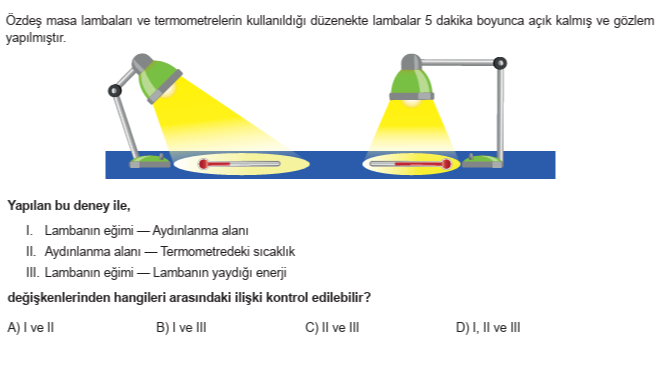 Özdeş masa lambaları ve termometrelerin kullanıldığı düzenekte lambalar 5 dakika boyunca açık kalmış ve gözlem
yapılmıştır.
Yapılan bu deney ile,
I. Lambanın eğimi — Aydınlanma alanı
II. Aydınlanma alanı — Termometredeki sıcaklık
III. Lambanın eğimi — Lambanın yaydığı enerji
değişkenlerinden hangileri arasındaki ilişki kontrol edilebilir?
A) I ve II B) I ve III C) II ve III D) I, II ve III